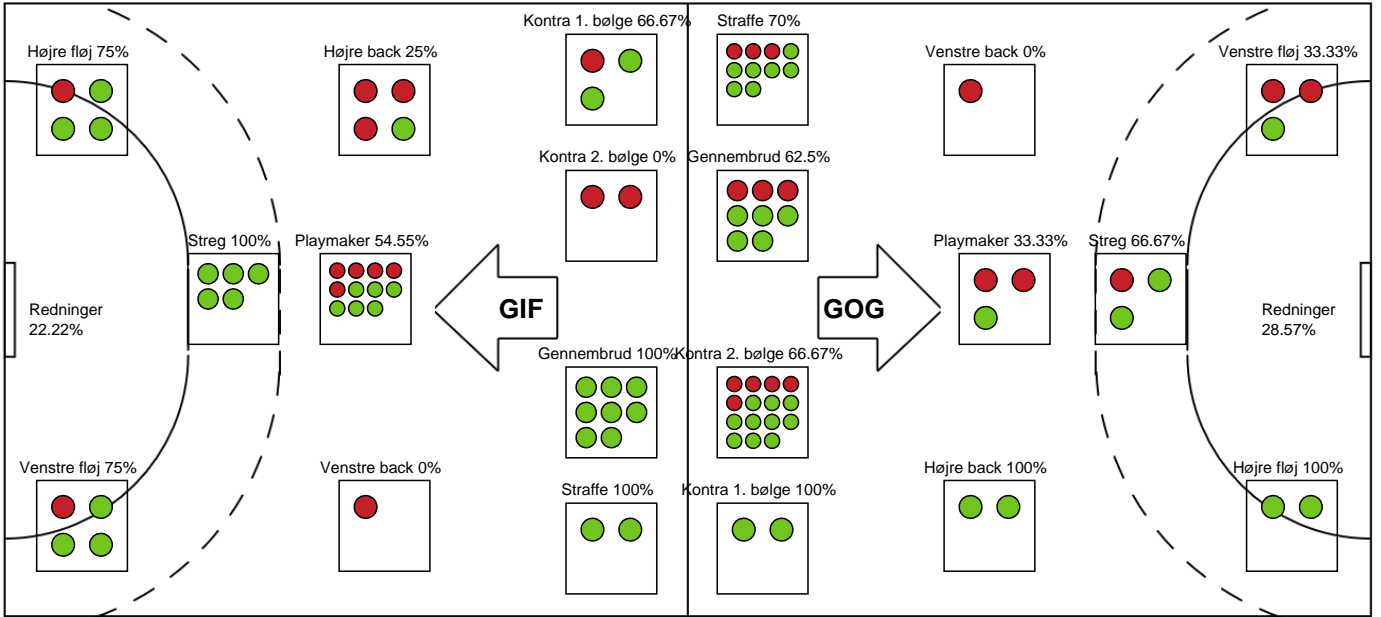 Kontra 1. bølge 66.67%
Straffe 70%
Højre fløj 75%
Højre back 25%
Venstre back 0%
Venstre fløj 33.33%
Kontra 2. bølge 0%
Gennembrud 62.5%
Streg 100%
Playmaker 54.55%
Playmaker 33.33%
Streg 66.67%
Redninger
22.22%
GIF
GOG
Redninger
28.57%
Gennembrud 100%
Kontra 2. bølge 66.67%
Venstre fløj 75%
Venstre back 0%
Højre back 100%
Højre fløj 100%
Straffe 100%
Kontra 1. bølge 100%